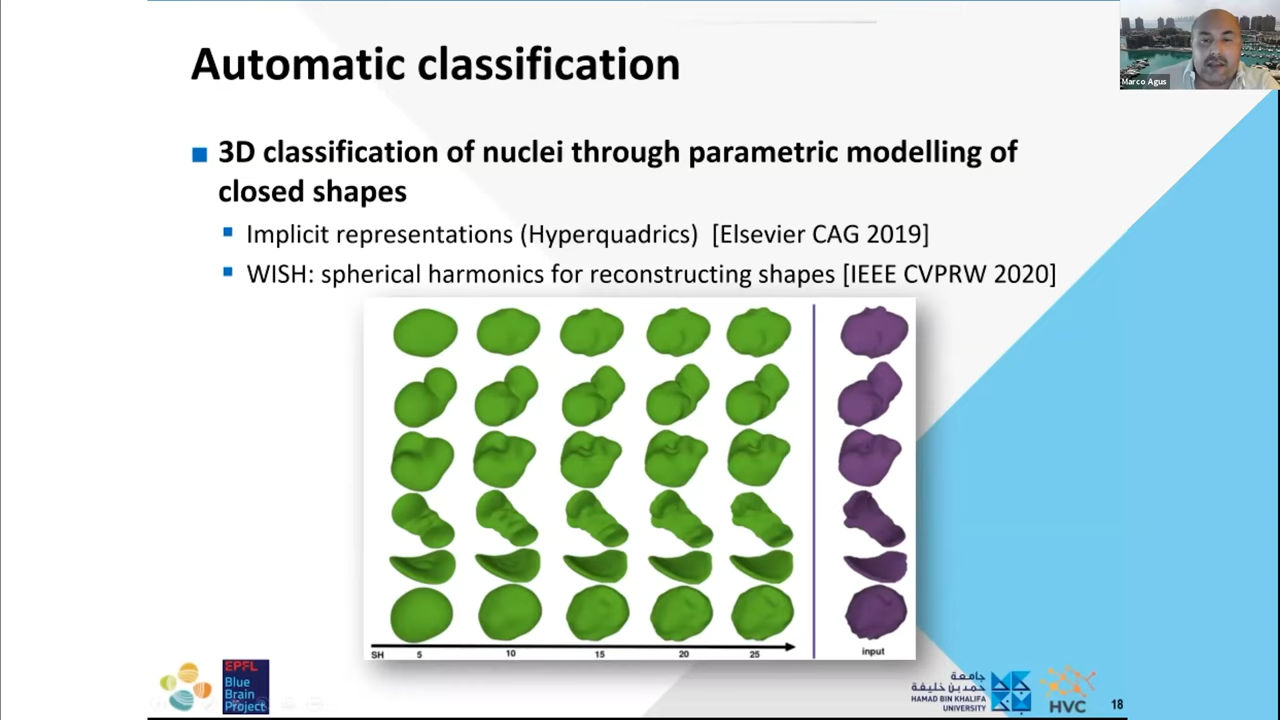 Automatic classification
Marco Agus
3D classification of nuclei through parametric modelling of
closed shapes
Implicit representations (Hyperquadrics) [Elsevier CAG 2019]
WISH: spherical harmonics for reconstructing shapes [IEEE CVPRW 2020]
SH 5 10 15 20 25 input
EPFL
Blue
Brain
Project
جامعة
حمد بن خليفة
HAMAD BIN KHALIFA
UNIVERSITY
HVC
18